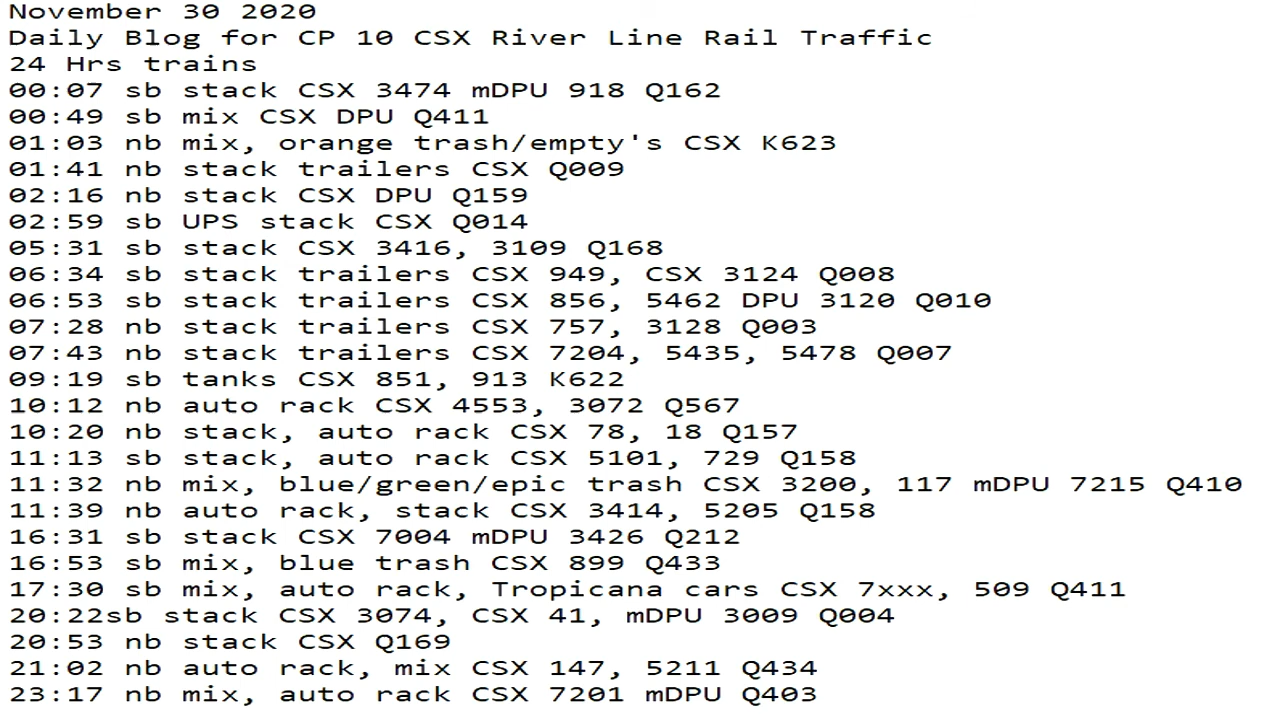 November 30 2020
Daily Blog for CP 10 CSX River Line Rail Traffic
24 Hrs trains
00:07 sb stack CSX 3474 mDPU 918 Q162
00:49 sb mix CSX DPU Q411
01:03 nb mix, orange trash/empty's CSX K623
01:41 nb stack trailers CSX Q009
02:16 nb stack CSX DPU Q159
02:59 sb UPS stack CSX Q014
05:31 sb stack CSX 3416, 3109 Q168
06:34 sb stack trailers CSX 949, CSX 3124 Q008
06:53 sb stack trailers CSX 856, 5462 DPU 3120 Q010
07:28 nb stack trailers CSX 757, 3128 Q003
07:43 nb stack trailers CSX 7204, 5435, 5478 Q007
09:19 sb tanks CSX 851, 913 K622
10:12 nb auto rack CSX 4553, 3072 Q567
10:20 nb stack, auto rack CSX 78, 18 Q157
11:13 sb stack, auto rack CSX 5101, 729 Q158
11:32 nb mix, blue/green/epic trash CSX 3200, 117 mDPU 7215 Q410
11:39 nb auto rack, stack CSX 3414, 5205 Q158
16:31 sb stack CSX 7004 mDPU 3426 Q212
16:53 sb mix, blue trash CSX 899 Q433
17:30 sb mix, auto rack, Tropicana cars CSX 7xxx, 509 Q411
20:22sb stack CSX 3074, CSX 41, mDPU 3009 Q004
20:53 nb stack CSX Q169
21:02 nb auto rack, mix CSX 147, 5211 Q434
23:17 nb mix, auto rack CSX 7201 mDPU Q403